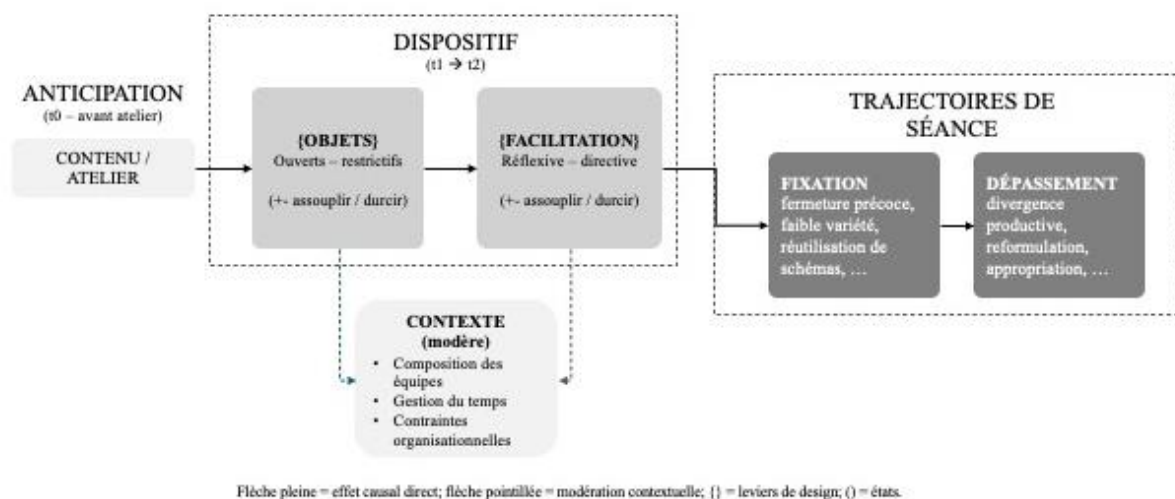 DISPOSITIF
(t1 → t2)
ANTICIPATION
(t0 – avant atelier)
CONTENU /
ATELIER
{OBJETS}
Ouverts – restrictifs
(+- assouplir / durcir)
{FACILITATION}
Réflexive – directive
(+- assouplir / durcir)
TRAJECTOIRES DE
SÉANCE
FIXATION
fermeture précoce,
faible variété,
réutilisation de
schémas, …
DÉPASSEMENT
divergence
productive,
reformulation,
appropriation, …
CONTEXTE
(modère)
• Composition des
équipes
• Gestion du temps
• Contraintes
organisationnelles
Flèche pleine = effet causal direct; flèche pointillée = modération contextuelle; {} = leviers de design; () = états.